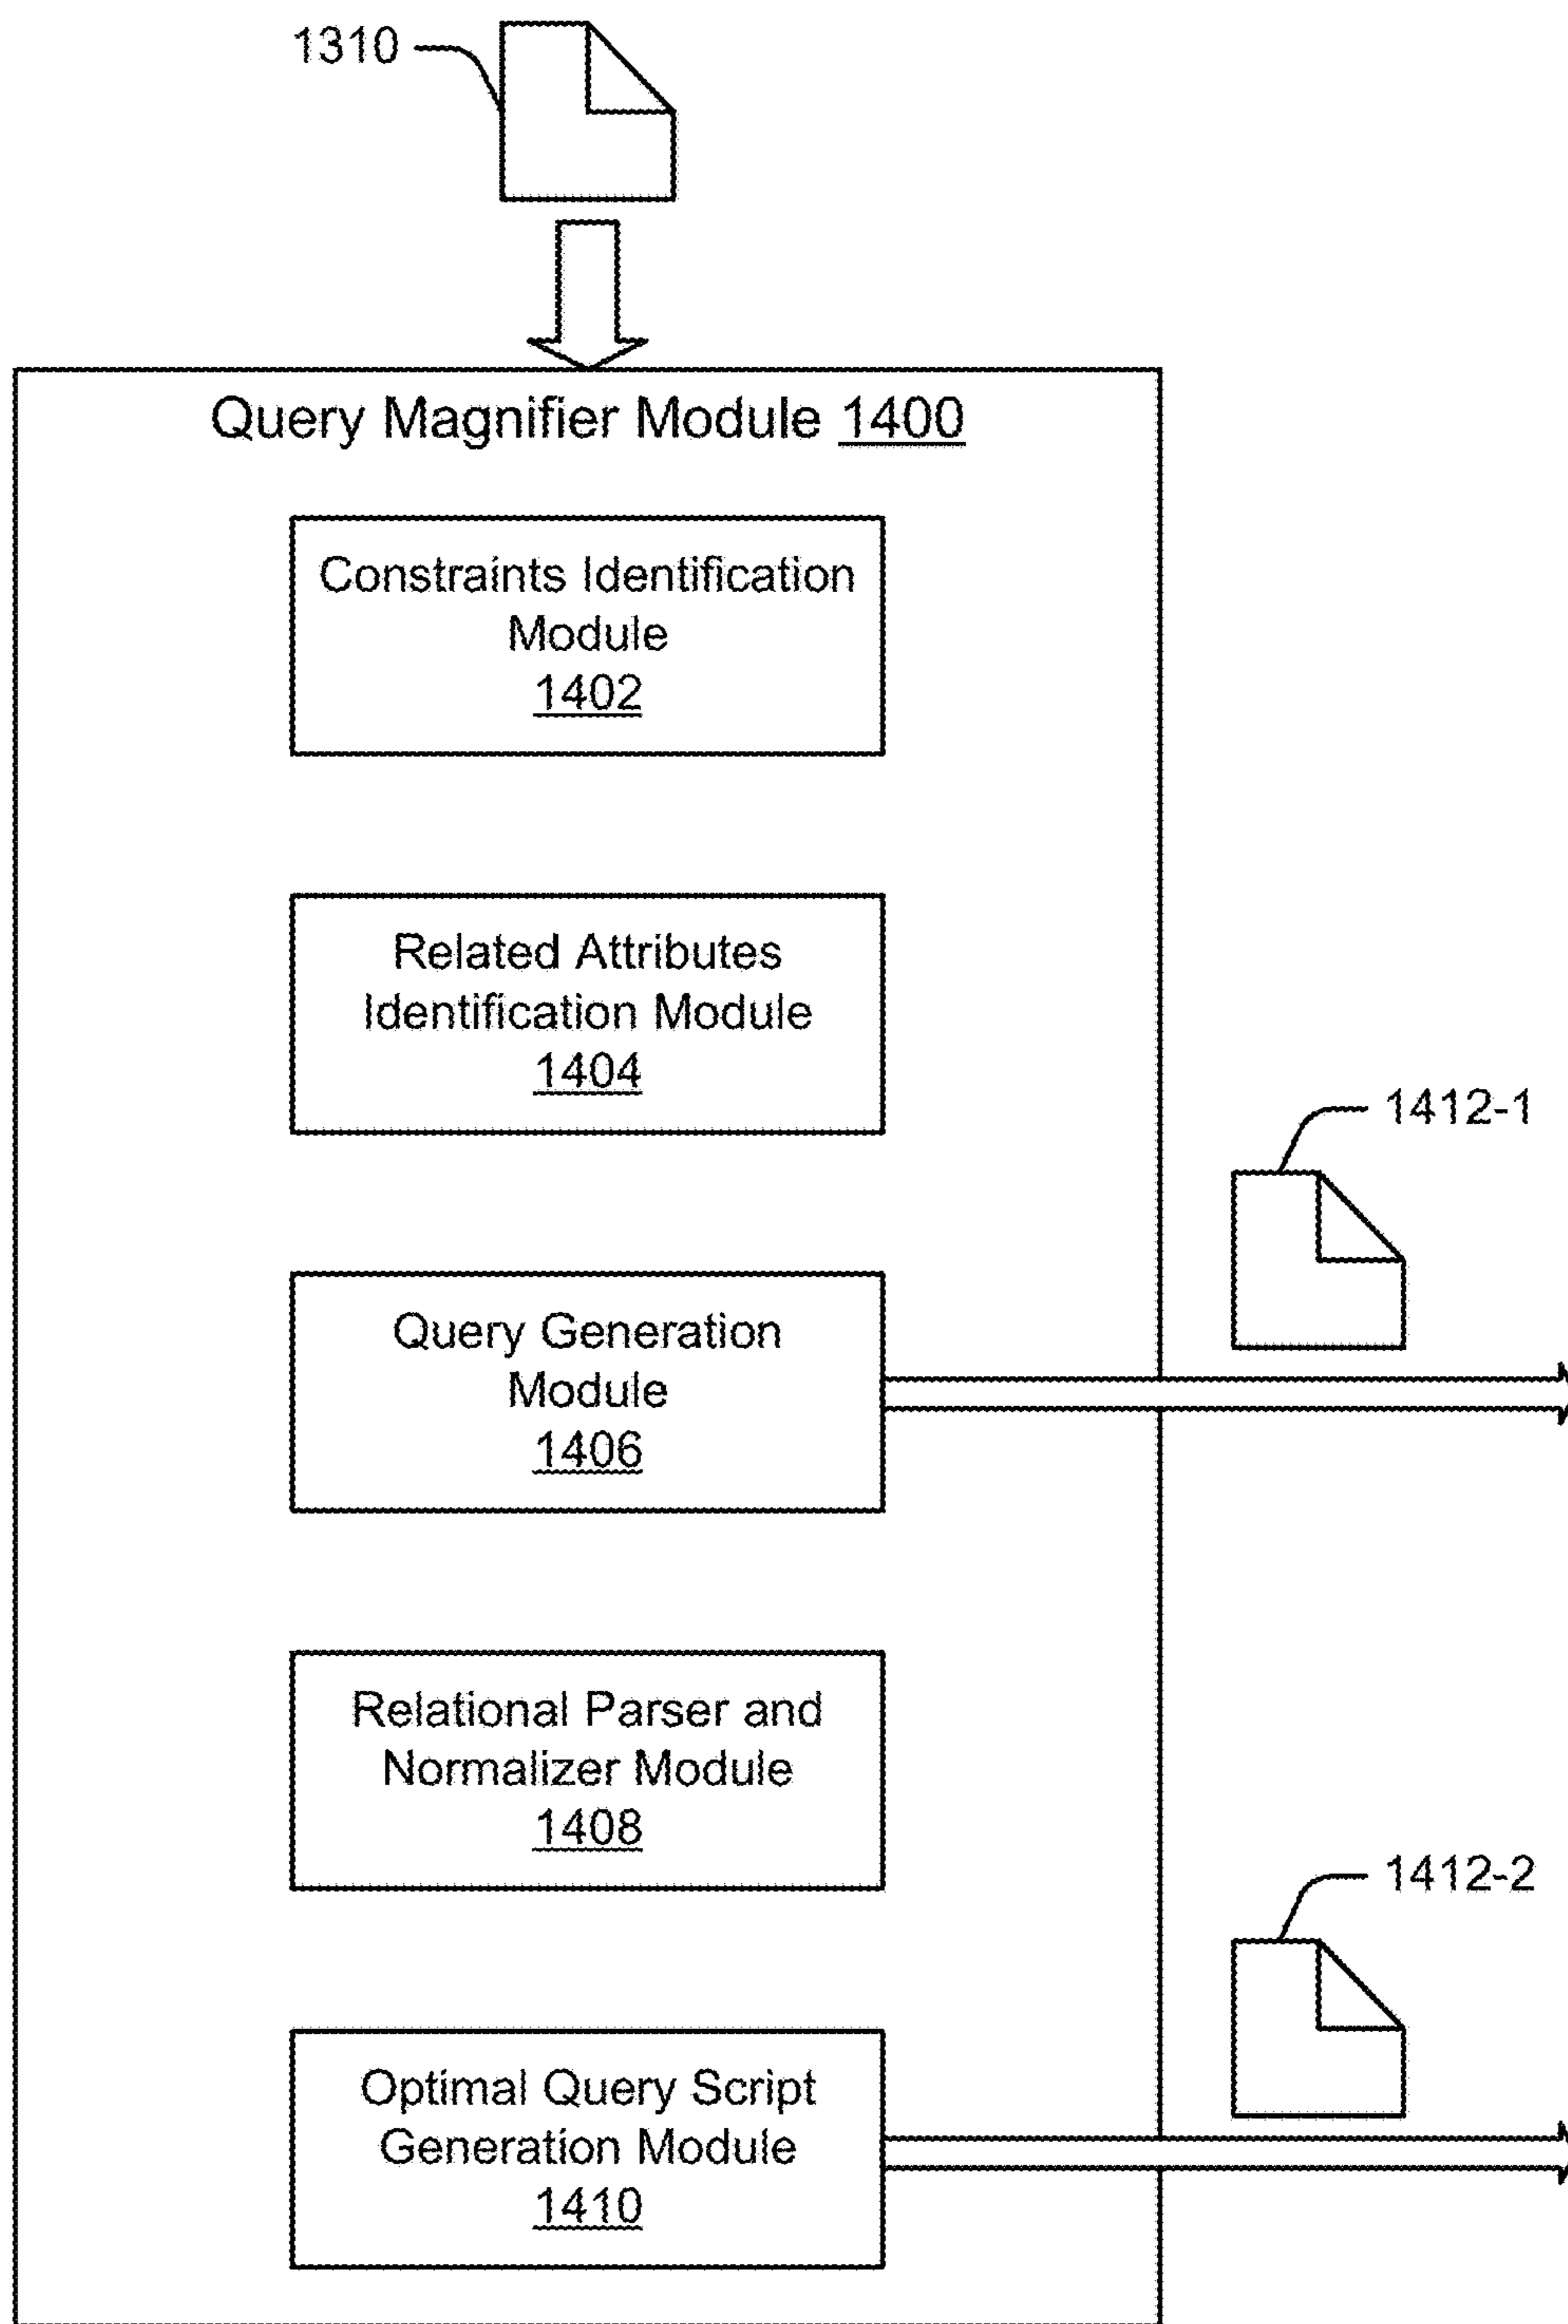 1310
Query Magnifier Module 1400
Constraints Identification
Module
1402
Related Attributes
Identification Module
1404
1412-1
Query Generation
Module
1406
Relational Parser and
Normalizer Module
1408
1412-2
Optimal Query Script
Generation Module
1410